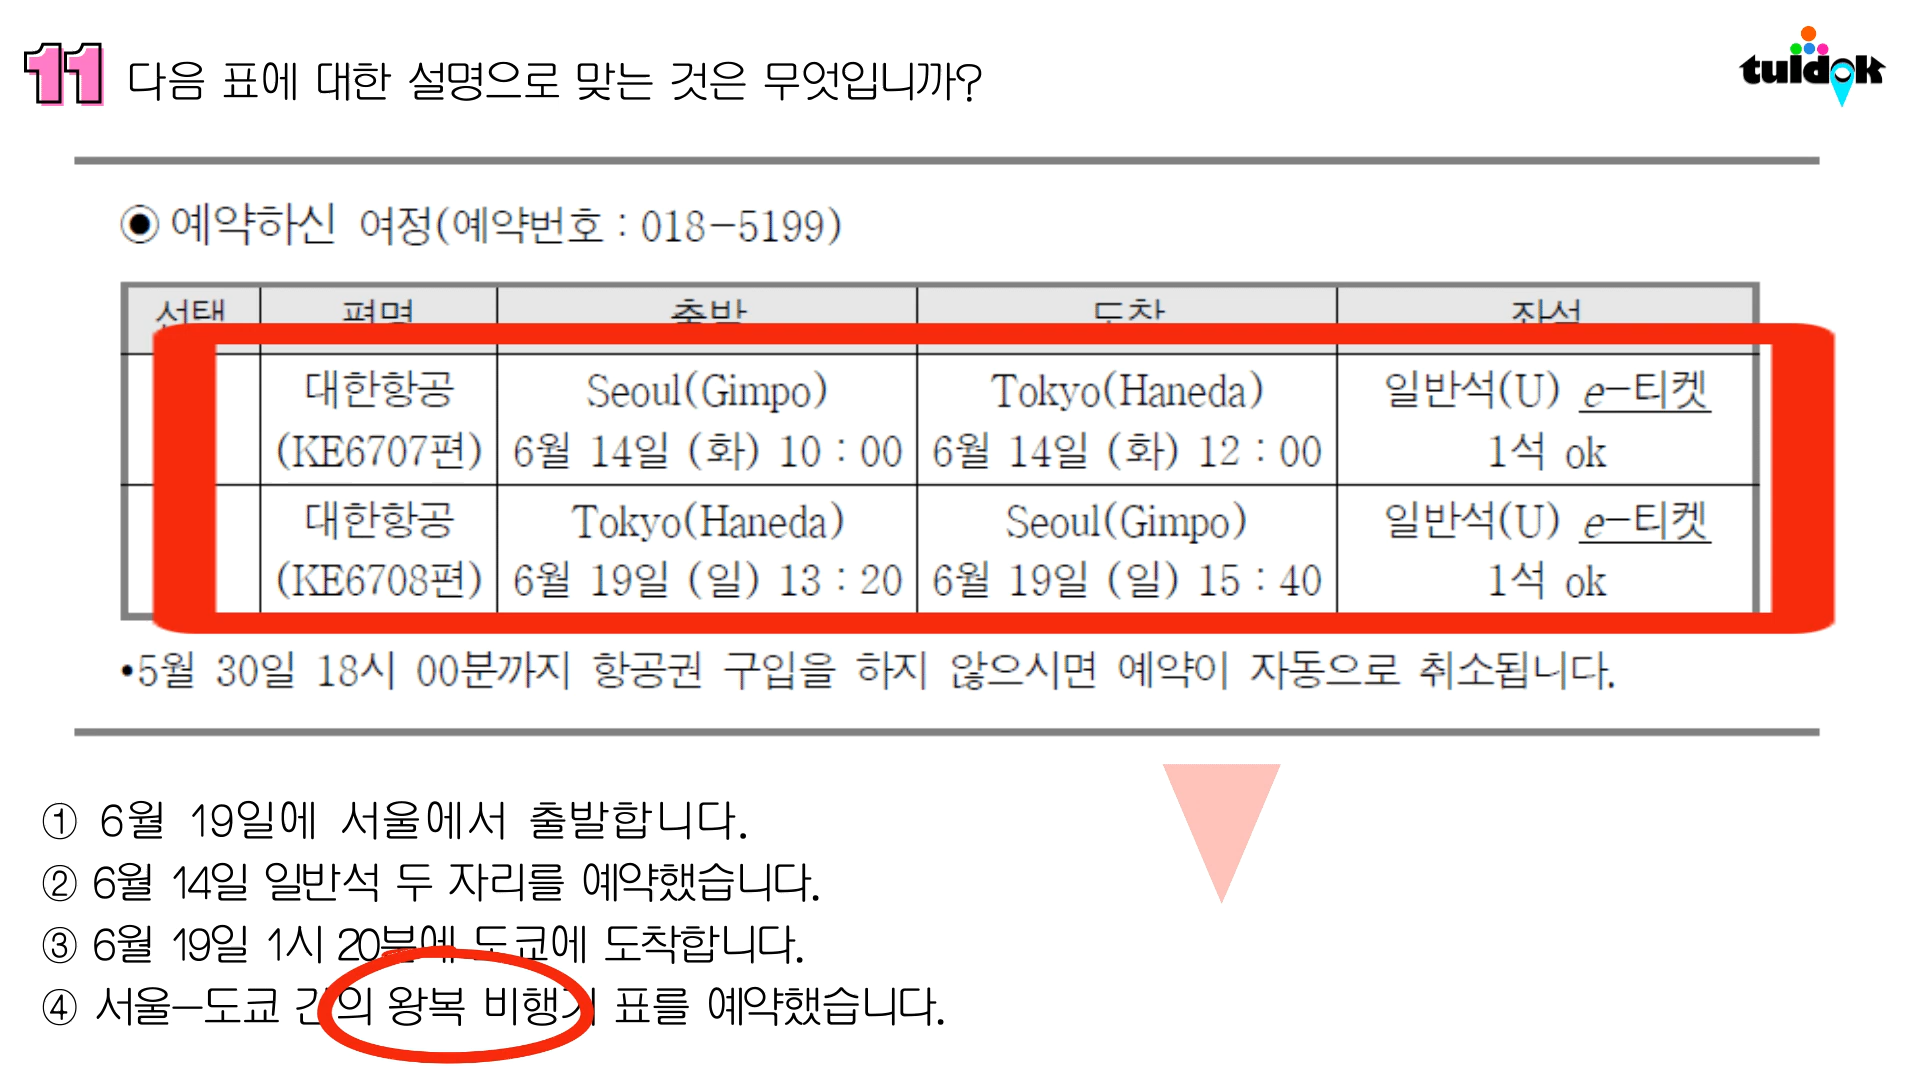 11 다음 표에 대한 설명으로 맞는 것은 무엇입니까?
tuidok
◉ 예약하신 여정(예약번호 : 018-5199)
선택 편명 출발 도착 좌석
대한항공 Seoul(Gimpo) Tokyo(Haneda) 일반석(U) e-티켓
(KE6707편) 6월 14일 (화) 10 : 00 6월 14일 (화) 12 : 00 1석 ok
대한항공 Tokyo(Haneda) Seoul(Gimpo) 일반석(U) e-티켓
(KE6708편) 6월 19일 (일) 13 : 20 6월 19일 (일) 15 : 40 1석 ok
•5월 30일 18시 00분까지 항공권 구입을 하지 않으시면 예약이 자동으로 취소됩니다.
① 6월 19일에 서울에서 출발합니다.
② 6월 14일 일반석 두 자리를 예약했습니다.
③ 6월 19일 1시 20분에 도쿄에 도착합니다.
④ 서울-도쿄 간의 왕복 비행기 표를 예약했습니다.